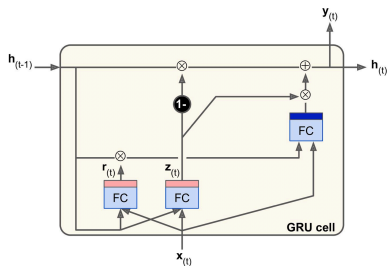 y(t)
h(t-1)
h(t)
1-
FC
r(t)
z(t)
FC
FC
GRU cell
x(t)